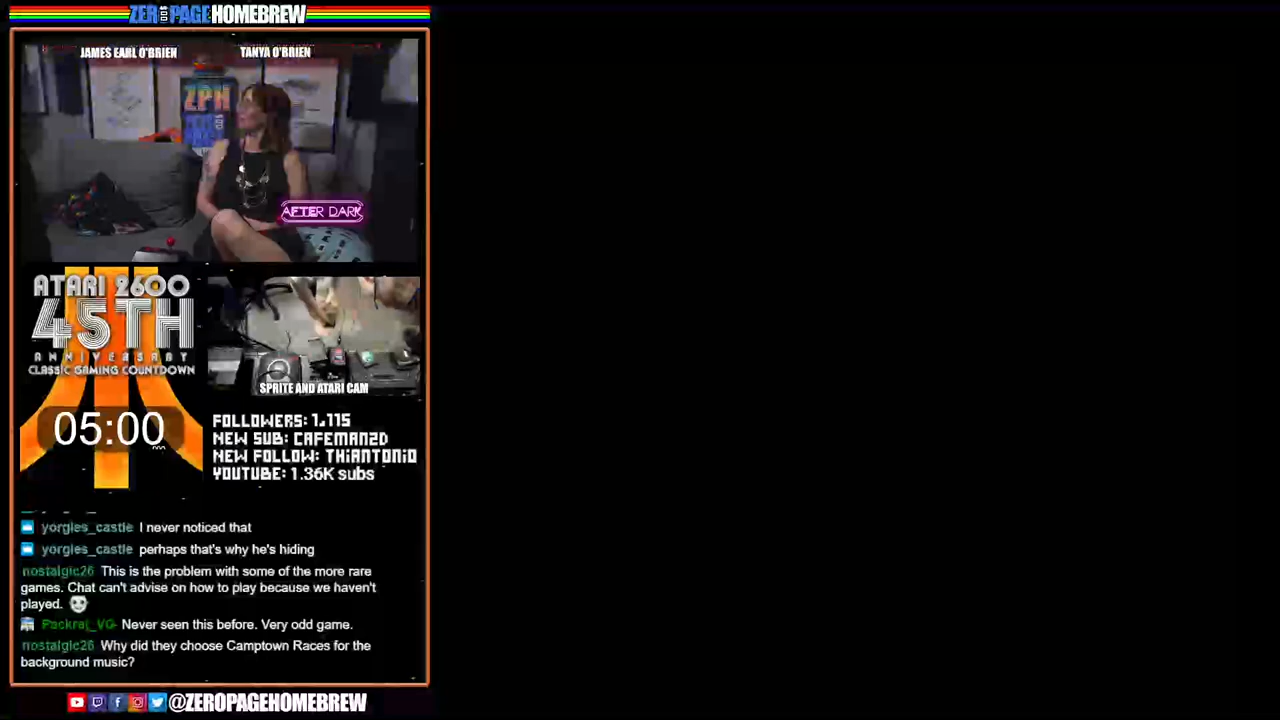 ZEROPAGEHOMEBREW
JAMES EARL O'BRIEN
TANYA O'BRIEN
ZPH
AFTER DARK
ATARI 2600
45TH
ANNIVERSARY
CLASSIC GAMING COUNTDOWN
05:00
SPRITE AND ATARI CAM
FOLLOWERS: 1,115
NEW SUB: CAFEMAN2D
NEW FOLLOW: THIANTONIO
YOUTUBE: 1.36K subs
yorgles_castle I never noticed that
yorgles_castle perhaps that's why he's hiding
nostalgic26 This is the problem with some of the more rare
games. Chat can't advise on how to play because we haven't
played.
Packrat_VG Never seen this before. Very odd game.
nostalgic26 Why did they choose Camptown Races for the
background music?
@ZEROPAGEHOMEBREW